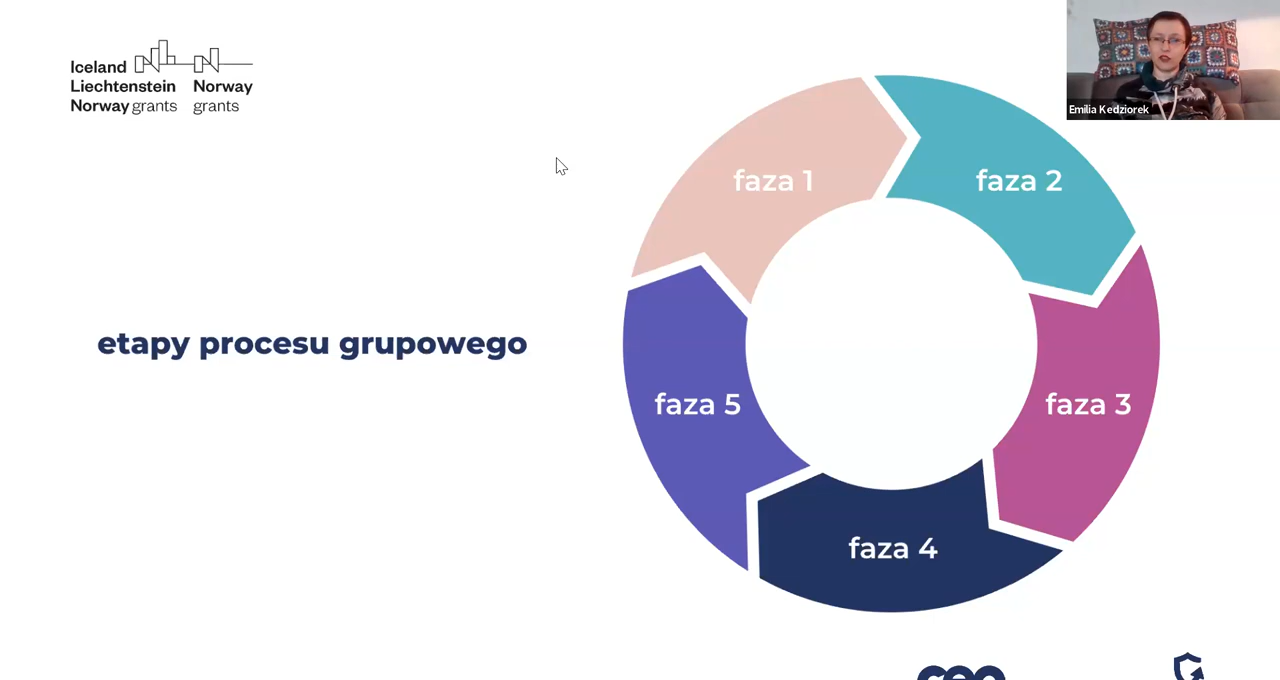 Iceland
Liechtenstein Norway
Norway grants grants
Emilia Kedziorek
faza 1
faza 2
etapy procesu grupowego
faza 5
faza 3
faza 4
ceo